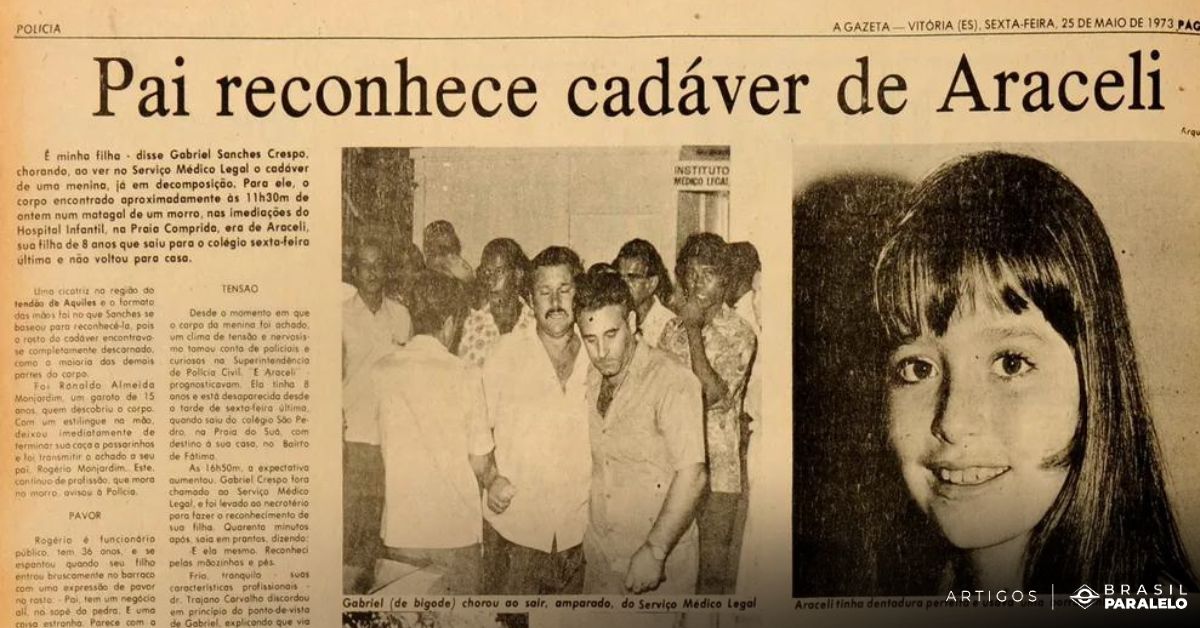 POLÍCIA
A GAZETA — VITÓRIA (ES), SEXTA-FEIRA, 25 DE MAIO DE 1973 PÁG
Pai reconhece cadáver de Araceli
É minha filha - disse Gabriel Sanches Crespo,
chorando, ao ver no Serviço Médico Legal o cadáver
de uma menina, já em decomposição. Para ele, o
corpo encontrado aproximadamente às 11h30m de
ontem num matagal de um morro, nas imediações do
Hospital Infantil, na Praia Comprida, era de Araceli,
sua filha de 8 anos que saiu para o colégio sexta-feira
última e não voltou para casa.
Uma cicatriz na região do
tendão de Aquiles e o formato
das mãos foi no que Sanches se
baseou para reconhecê-la, pois
o rosto do cadáver encontrava-
se completamente descarnado,
como a maioria das demais
partes do corpo.
Foi Ronaldo Almeida
Monjardim, um garoto de 15
anos, quem descobriu o corpo.
Com um estilingue na mão,
deixou imediatamente de
terminar sua caça a passarinhos
e foi transmitir o achado a seu
pai, Rogério Monjardim. Este,
contínuo de profissão, que mora
no morro, avisou à Polícia.
PAVOR
Rogério é funcionário
público, tem 36 anos, e se
espantou quando seu filho
entrou bruscamente no barraco
com uma expressão de pavor
no rosto. - Pai, tem um negócio
ali, no sopé da pedra. É uma
coisa estranha. Parece com a
TENSAO
Desde o momento em que
o corpo da menina foi achado,
um clima de tensão e nervosis-
mo tomou conta de policiais e
curiosos na Superintendência
de Polícia Civil. "É Araceli" -
prognosticavam. Ela tinha 8
anos e está desaparecida desde
a tarde de sexta-feira última,
quando saiu do colégio São Pe-
dro, na Praia do Suá, com
destino à sua casa, no Bairro
de Fátima.
As 16h50m, a expectativa
aumentou. Gabriel Crespo fora
chamado ao Serviço Médico
Legal, e foi levado ao necrotério
para fazer o reconhecimento de
sua filha. Quarenta minutos
após, saia em prantos, dizendo:
-É ela mesmo. Reconheci
pelas mãozinhas e pés.
Frio, tranquilo - suas
características profissionais -
dr. Trajano Carvalho discordou
em princípio do ponto-de-vista
de Gabriel, explicando que via
INSTITUTO
MEDICO LEGAL
Gabriel (de bigode) chorou ao sair, amparado, do Serviço Médico Legal
Arqu
Araceli tinha dentadura perfeita e usava uma
ARTIGOS
BRASIL
PARALELO